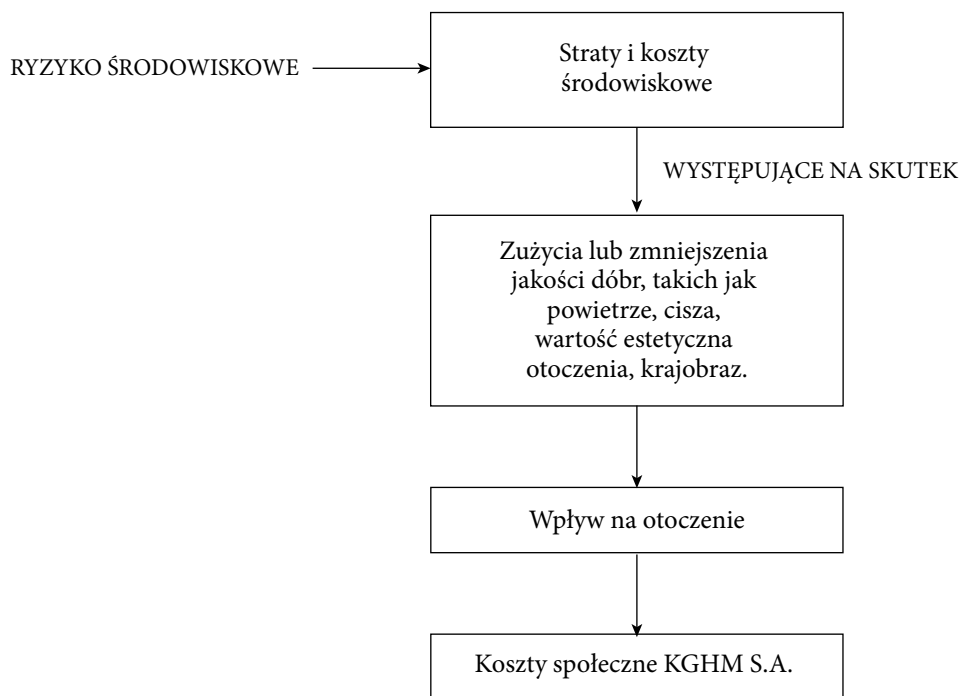 RYZYKO ŚRODOWISKOWE
Straty i koszty
środowiskowe
WYSTĘPUJĄCE NA SKUTEK
Zużycia lub zmniejszenia
jakości dóbr, takich jak
powietrze, cisza,
wartość estetyczna
otoczenia, krajobraz.
Wpływ na otoczenie
Koszty społeczne KGHM S.A.